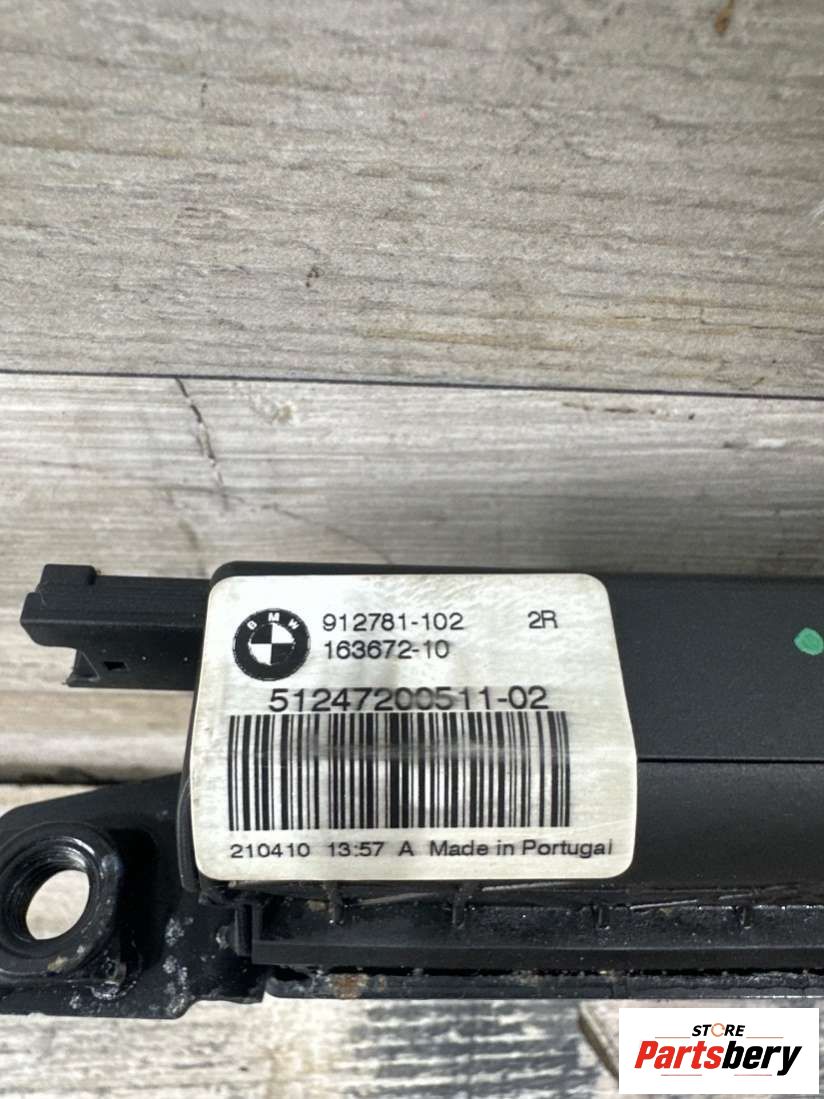 BMW
912781-102 2R
163672-10
51247200511-02
210410 13:57 A Made in Portugal
STORE
Partsbery